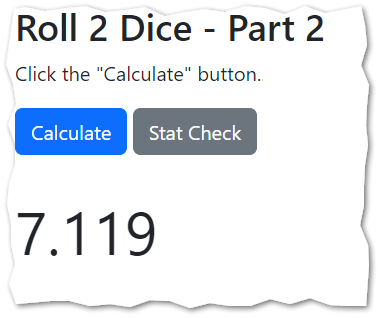 Roll 2 Dice - Part 2
Click the "Calculate" button.
Calculate Stat Check
7.119